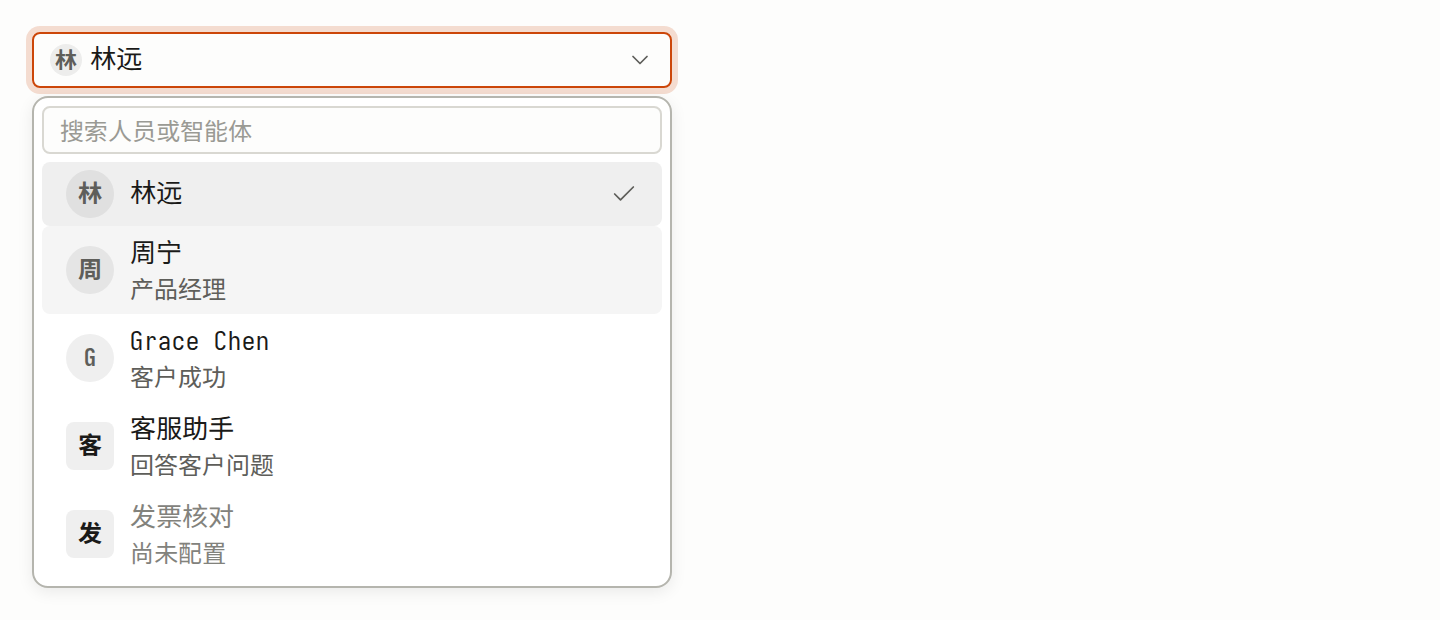 林 林远
搜索人员或智能体
林 林远
周 周宁
产品经理
G Grace Chen
客户成功
客 客服助手
回答客户问题
发 发票核对
尚未配置